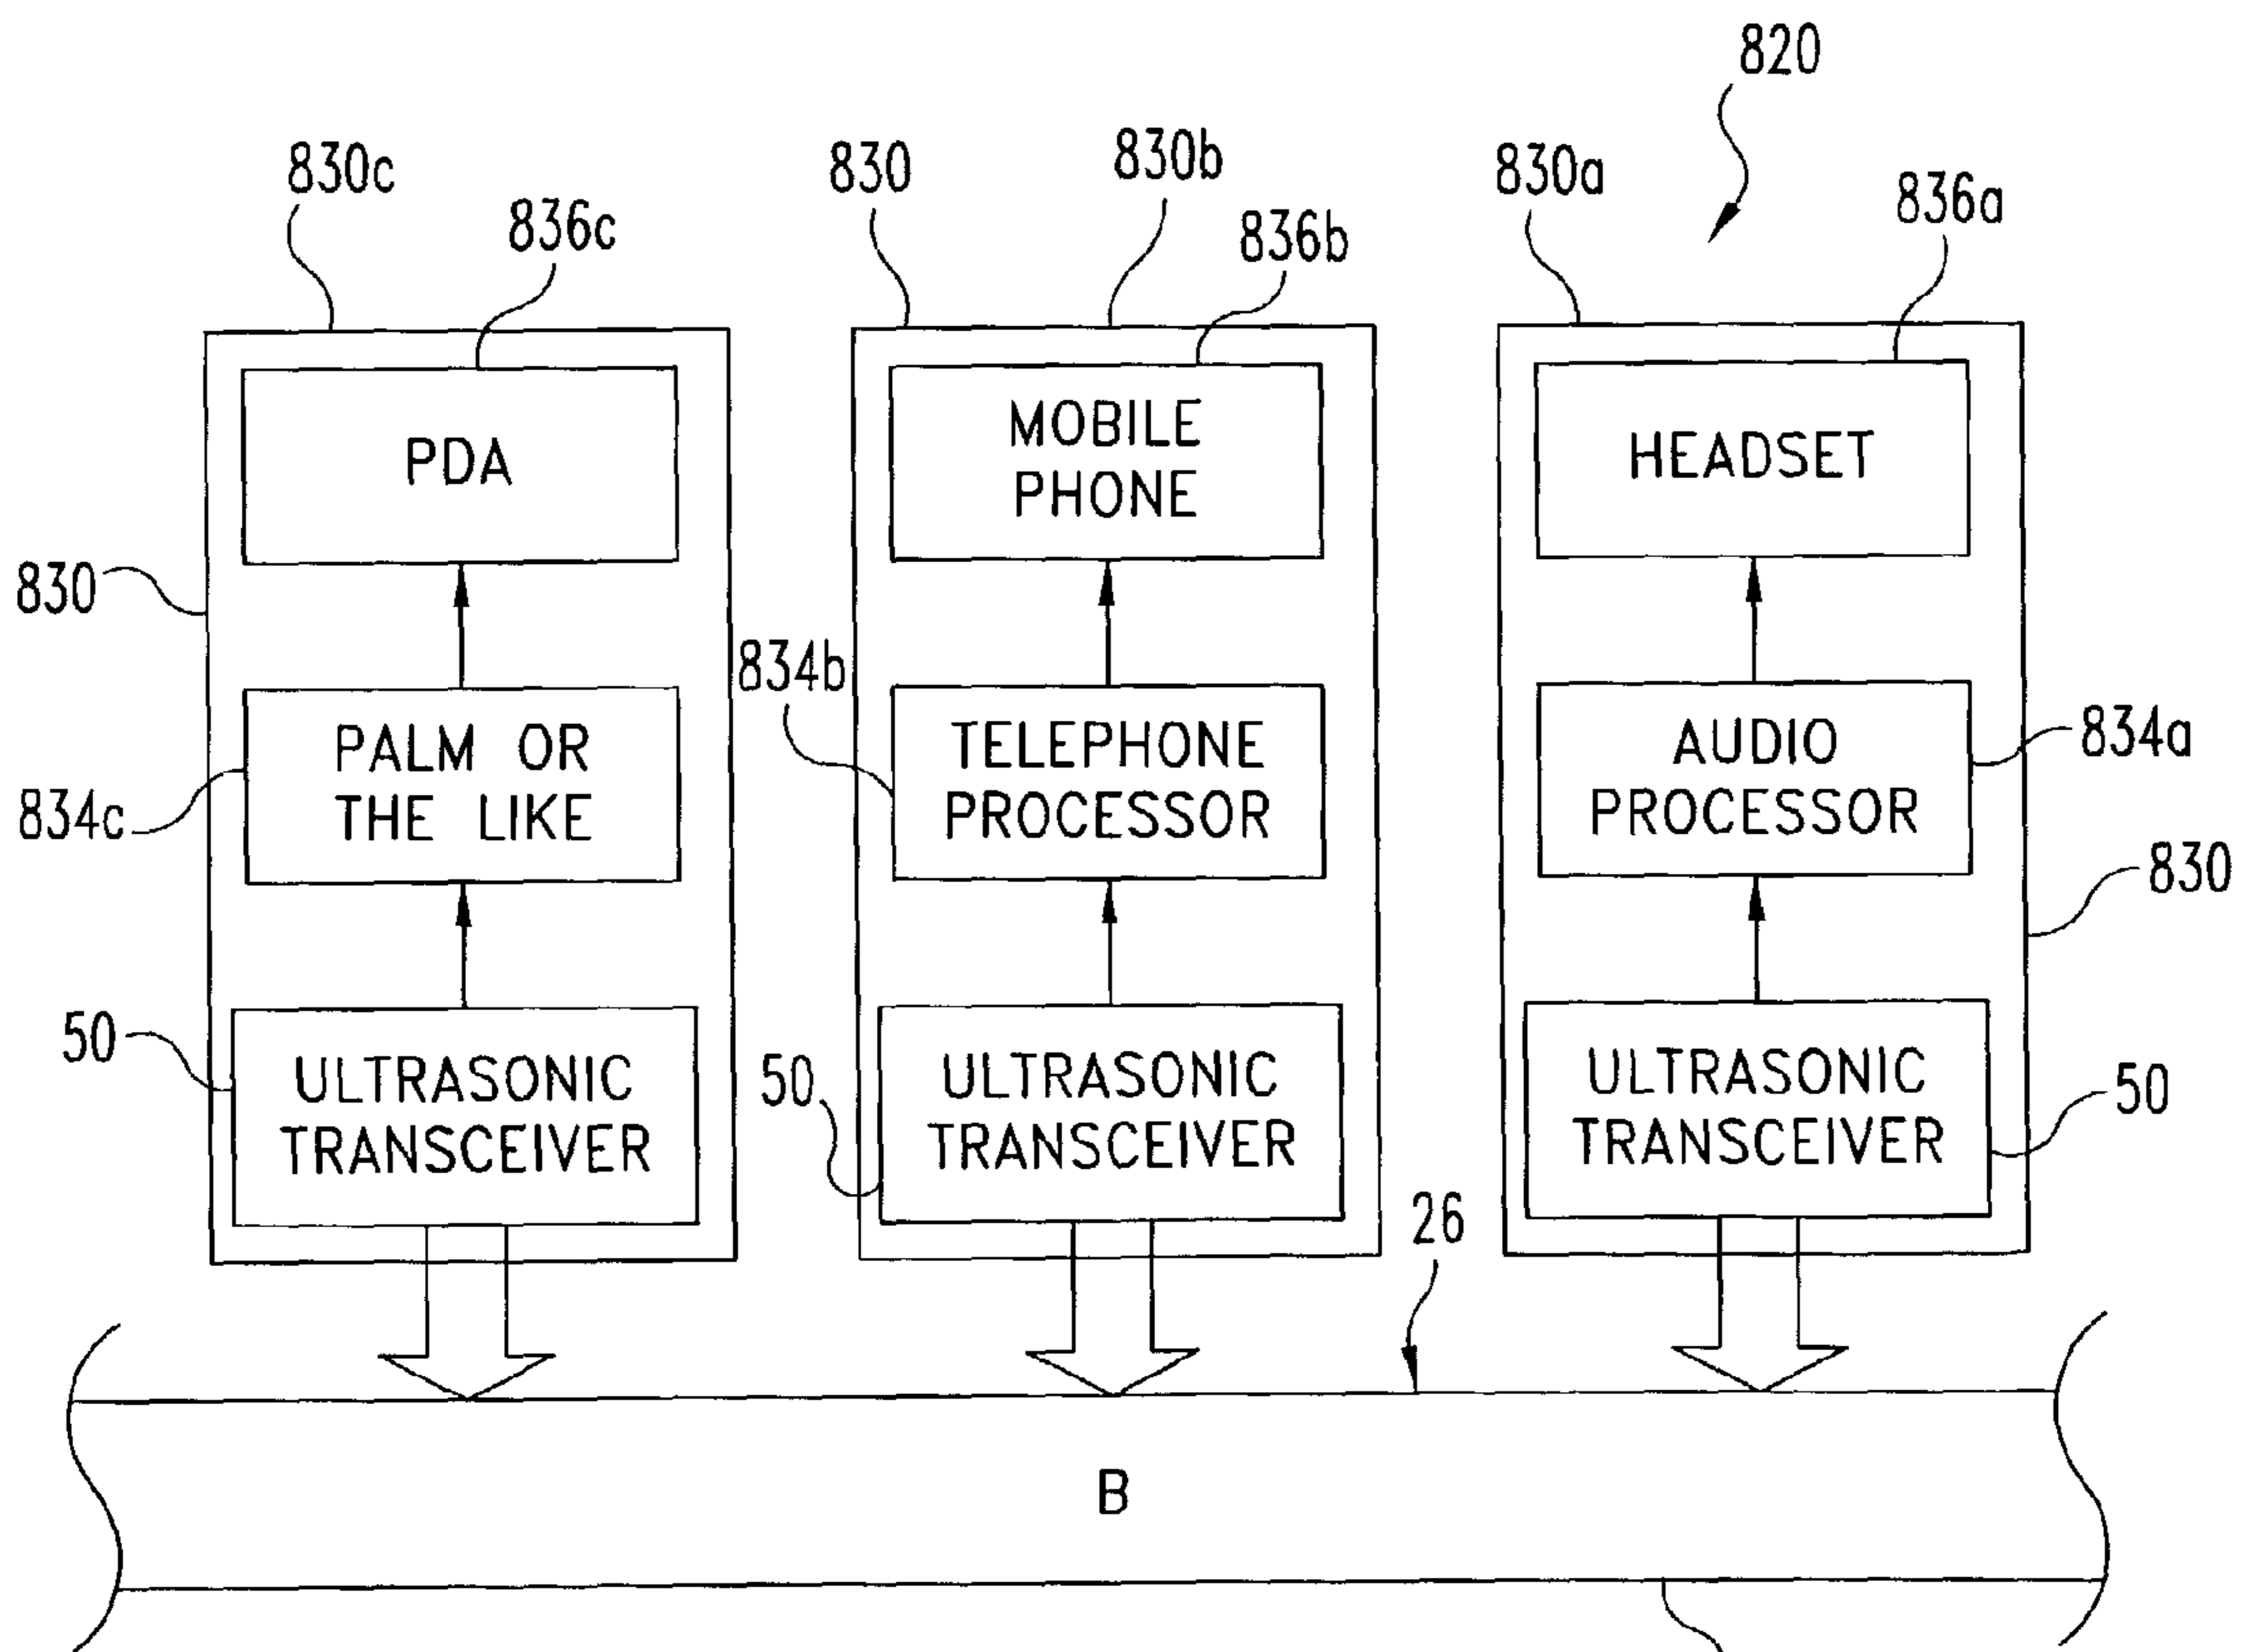 820
830c
830
830b
830a
836c
836b
836a
PDA
MOBILE
PHONE
HEADSET
830
834b
834a
PALM OR
THE LIKE
TELEPHONE
PROCESSOR
AUDIO
PROCESSOR
834c
830
50
50
50
ULTRASONIC
TRANSCEIVER
ULTRASONIC
TRANSCEIVER
ULTRASONIC
TRANSCEIVER
26
B